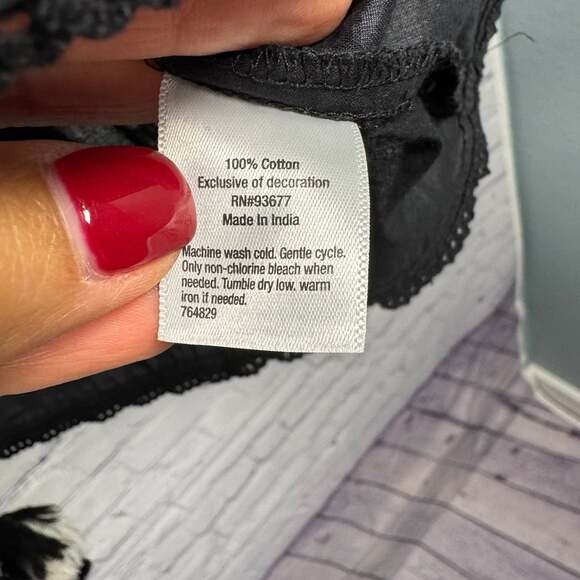 100% Cotton
Exclusive of decoration
RN#93677
Made In India
Machine wash cold. Gentle cycle.
Only non-chlorine bleach when
needed. Tumble dry low. warm
iron if needed.
764829